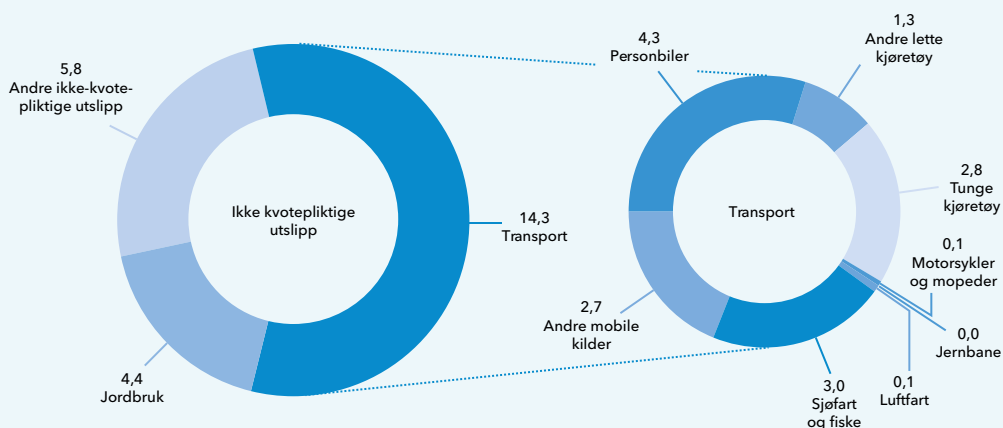 5,8
Andre ikke-kvote-
pliktige utslipp
Ikke kvotepliktige
utslipp
14,3
Transport
4,4
Jordbruk
4,3
Personbiler
1,3
Andre lette
kjøretøy
2,8
Tunge
kjøretøy
Transport
0,1
Motorsykler
og mopeder
0,0
Jernbane
0,1
Luftfart
3,0
Sjøfart
og fiske
2,7
Andre mobile
kilder